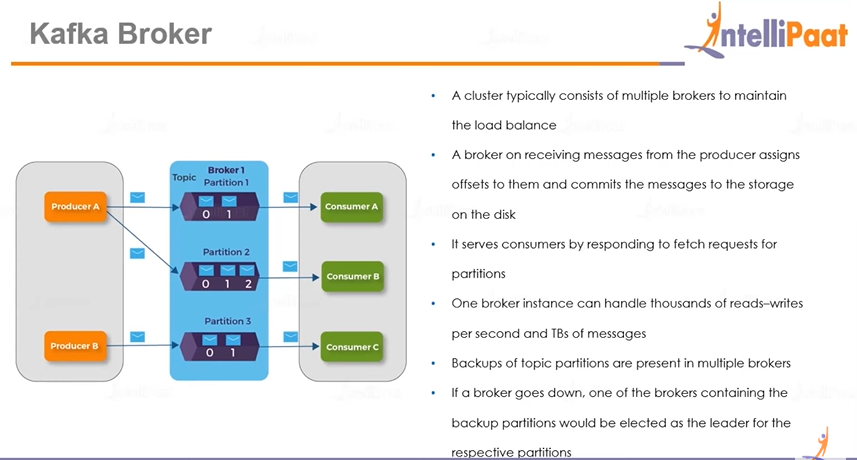 Kafka Broker
IntelliPaat
• A cluster typically consists of multiple brokers to maintain
the load balance
• A broker on receiving messages from the producer assigns
offsets to them and commits the messages to the storage
on the disk
• It serves consumers by responding to fetch requests for
partitions
• One broker instance can handle thousands of reads–writes
per second and TBs of messages
• Backups of topic partitions are present in multiple brokers
• If a broker goes down, one of the brokers containing the
backup partitions would be elected as the leader for the
respective partitions
Broker 1
Topic
Partition 1
Producer A
0 1
Consumer A
Partition 2
0 1 2
Consumer B
Partition 3
Producer B
0 1
Consumer C